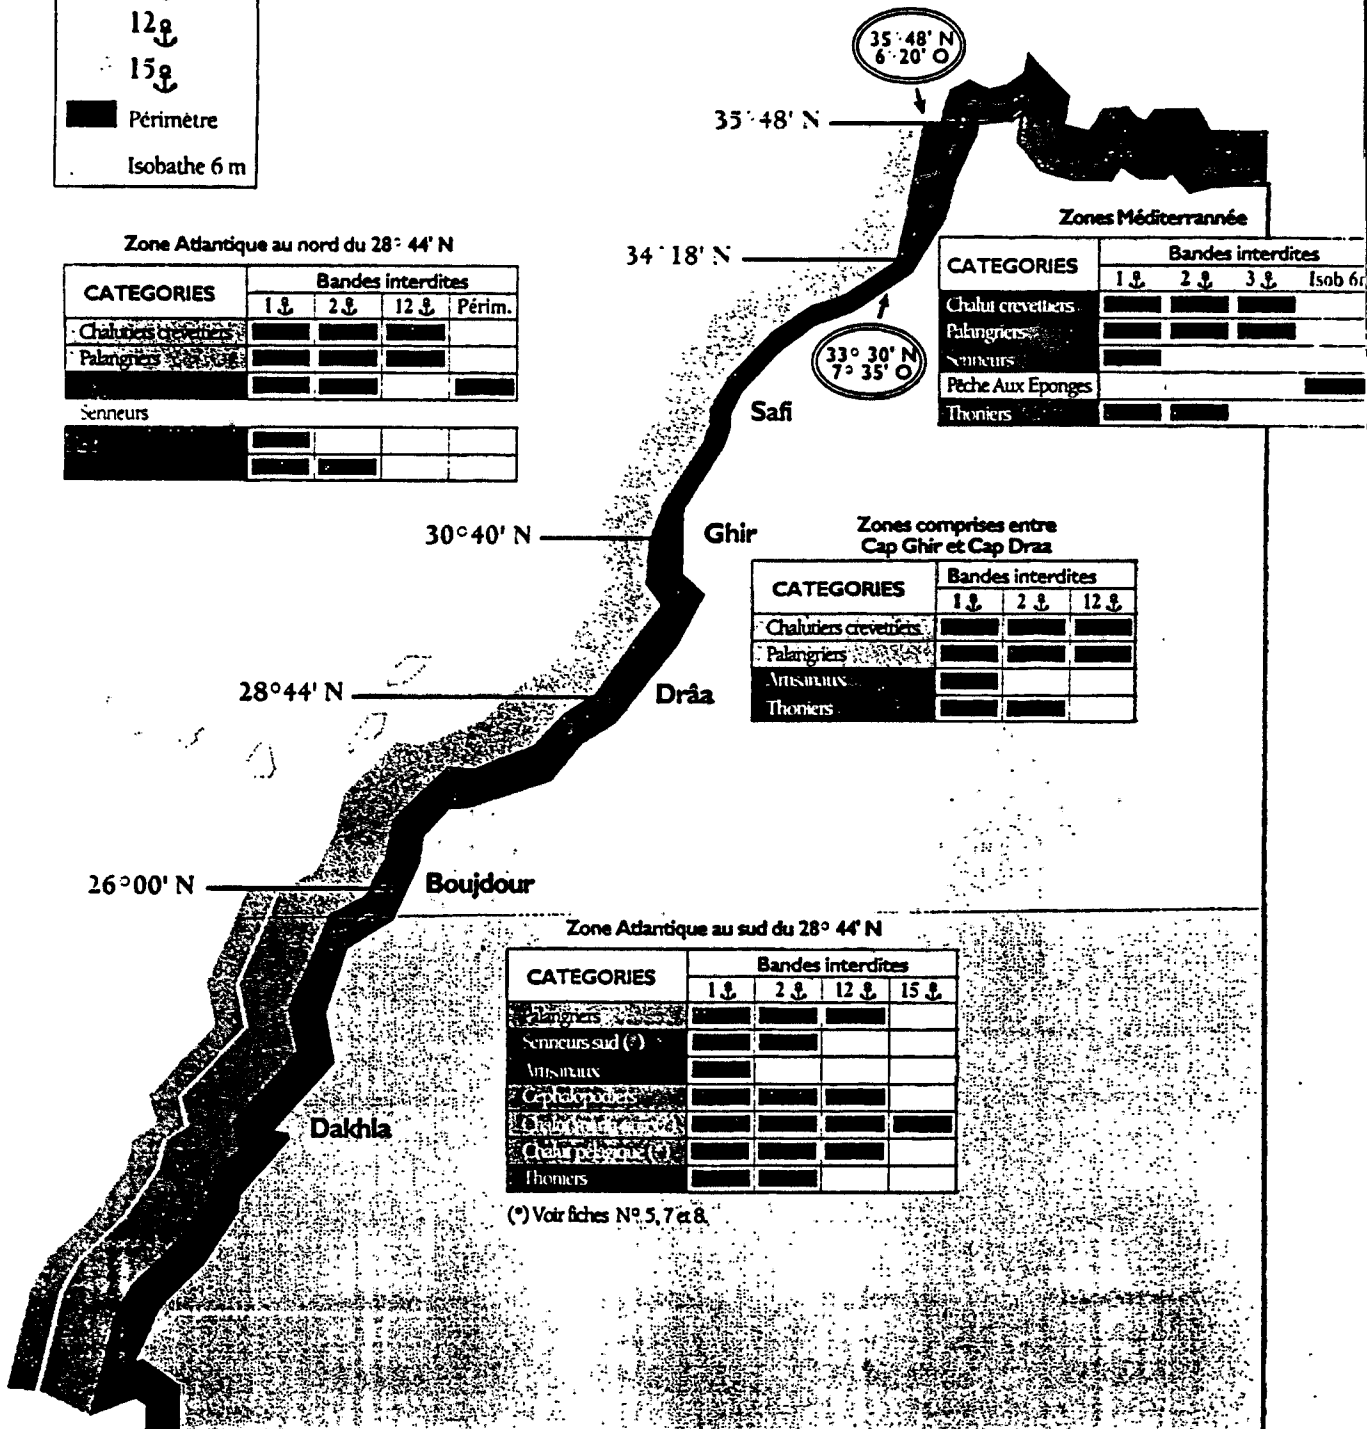 12
15
Périmètre
Isobathe 6 m
35°48' N
6°20' O
35°48' N
34°18' N
33° 30' N
7° 35' O
Safi
30°40' N
Ghir
28°44' N
Drâa
26°00' N
Boujdour
Dakhla
Zone Atlantique au nord du 28° 44' N
CATEGORIES Bandes interdites
1 2 12 Périm.
Chalutiers crevettiers
Palangriers
Senneurs
Zones Méditerrannée
CATEGORIES Bandes interdites
1 2 3 Isob 6
Chalut crevettiers
Palangriers
Senneurs
Pêche Aux Eponges
Thoniers
Zones comprises entre
Cap Ghir et Cap Draa
CATEGORIES Bandes interdites
1 2 12
Chalutiers crevettiers
Palangriers
Artisanaux
Thoniers
Zone Atlantique au sud du 28° 44' N
CATEGORIES Bandes interdites
1 2 12 15
Palangriers
Senneurs sud (*)
Artisanaux
Céphalopodiers
Chalut pélagique (*)
Thoniers
(*) Voir fiches N° 5, 7 et 8.